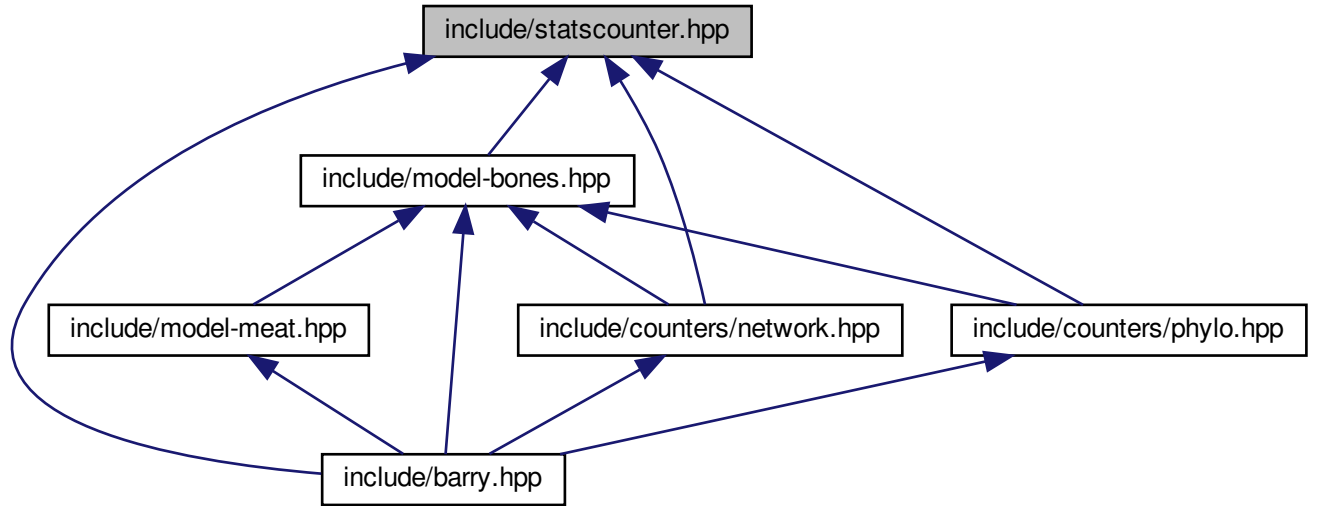 include/statscounter.hpp
include/model-bones.hpp
include/model-meat.hpp
include/counters/network.hpp
include/counters/phylo.hpp
include/barry.hpp